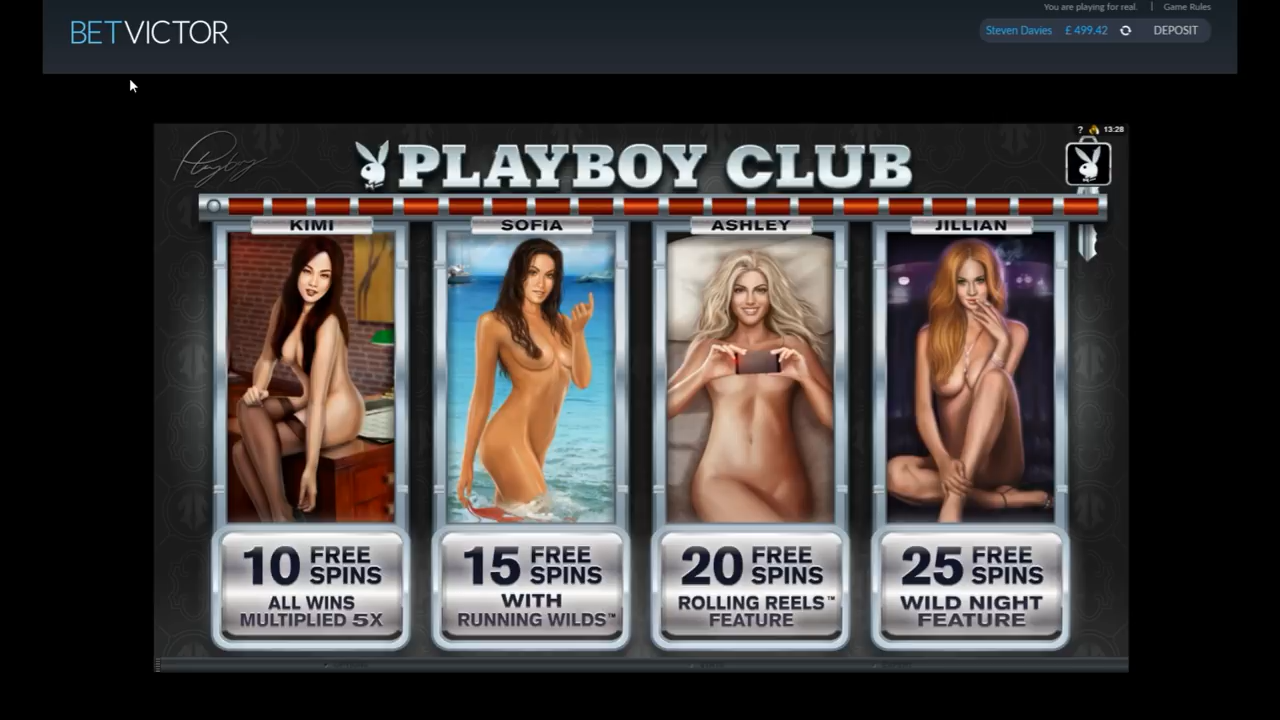 You are playing for real. | Game Rules
BETVICTOR
Steven Davies £ 499.42 DEPOSIT
? 13:28
Playboy
PLAYBOY CLUB
KIMI SOFIA ASHLEY JILLIAN
10 FREE SPINS
ALL WINS
MULTIPLIED 5X
15 FREE SPINS
WITH
RUNNING WILDS™
20 FREE SPINS
ROLLING REELS™
FEATURE
25 FREE SPINS
WILD NIGHT
FEATURE